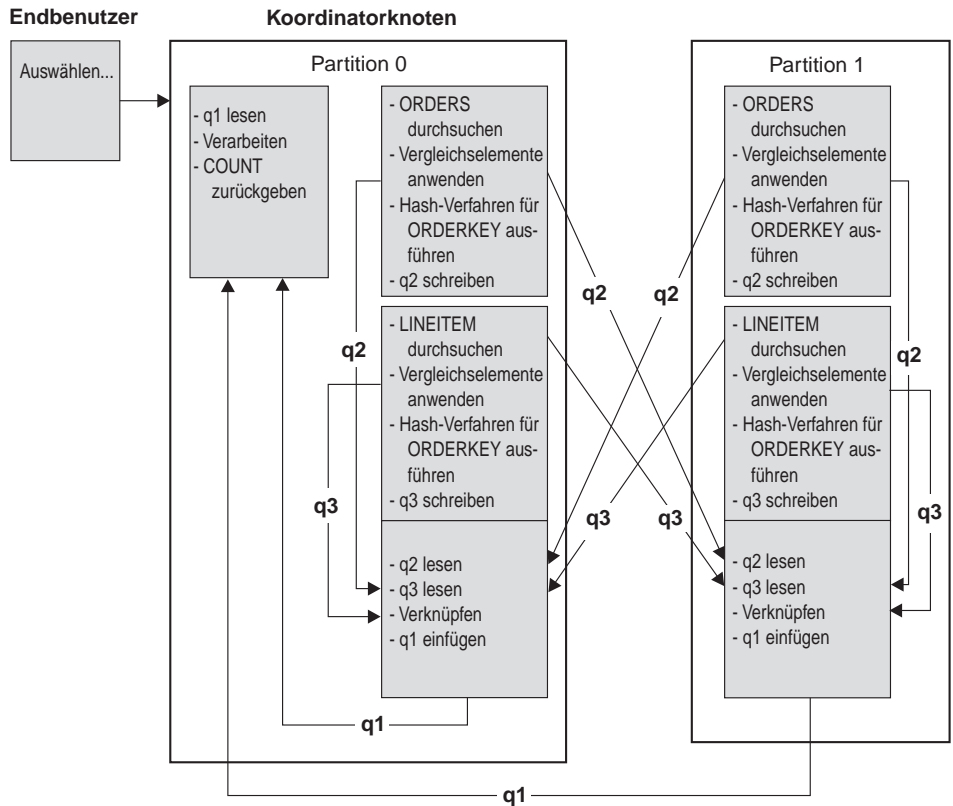 Endbenutzer
Koordinatorknoten
Auswählen...
Partition 0
- q1 lesen
- Verarbeiten
- COUNT
zurückgeben
- ORDERS
durchsuchen
- Vergleichselemente
anwenden
- Hash-Verfahren für
ORDERKEY aus-
führen
- q2 schreiben
- LINEITEM
durchsuchen
- Vergleichselemente
anwenden
- Hash-Verfahren für
ORDERKEY aus-
führen
- q3 schreiben
- q2 lesen
- q3 lesen
- Verknüpfen
- q1 einfügen
q2
q3
q1
q2
q2
q3
q3
Partition 1
- ORDERS
durchsuchen
- Vergleichselemente
anwenden
- Hash-Verfahren für
ORDERKEY aus-
führen
- q2 schreiben
- LINEITEM
durchsuchen
- Vergleichselemente
anwenden
- Hash-Verfahren für
ORDERKEY aus-
führen
- q3 schreiben
- q2 lesen
- q3 lesen
- Verknüpfen
- q1 einfügen
q2
q3
q1